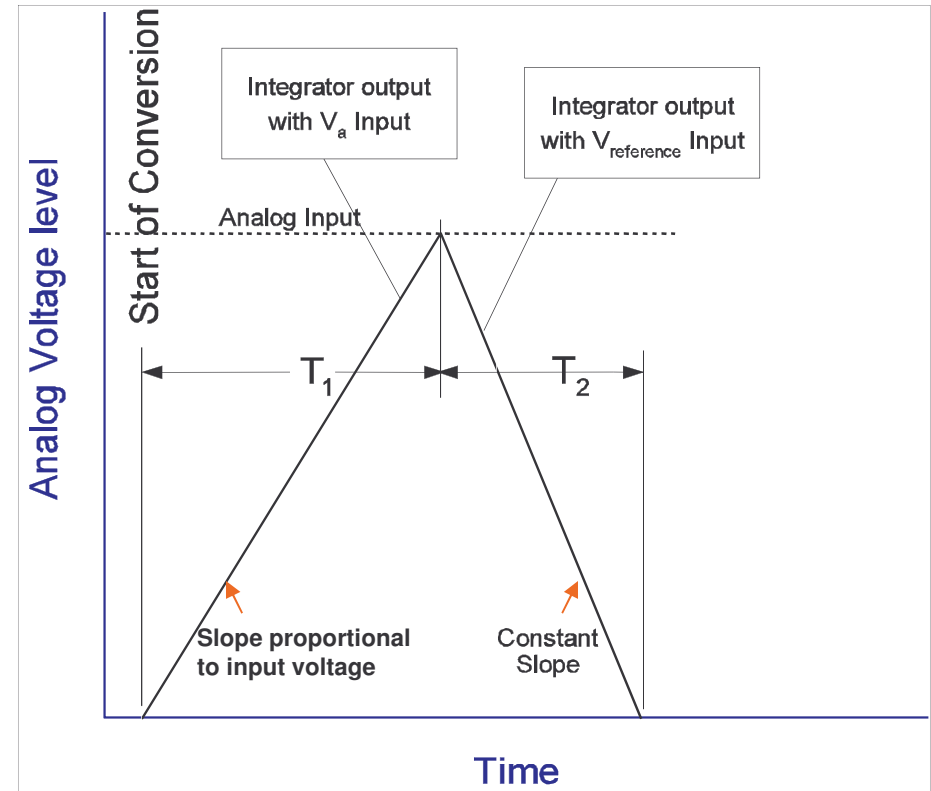 Start of Conversion
Integrator output
with Va Input
Integrator output
with Vreference Input
Analog Input
Analog Voltage level
T1
T2
Slope proportional
to input voltage
Constant
Slope
Time